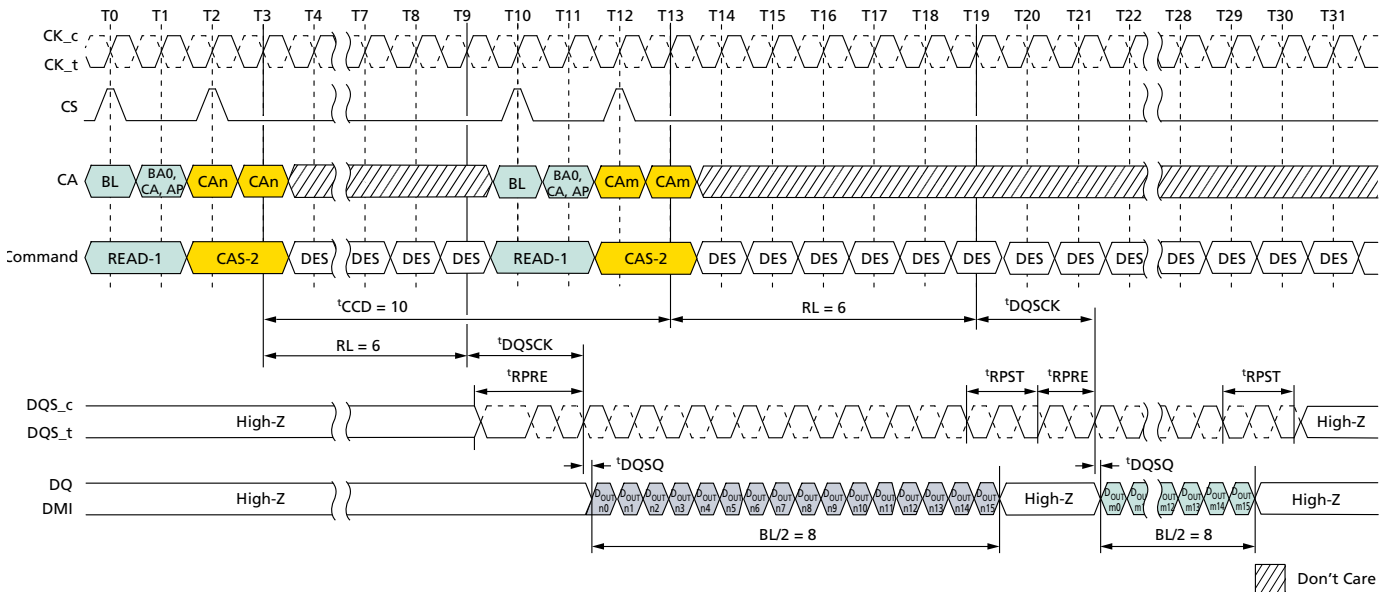 T0 T1 T2 T3 T4 T7 T8 T9 T10 T11 T12 T13 T14 T15 T16 T17 T18 T19 T20 T21 T22 T28 T29 T30 T31
CK_c
CK_t
CS
CA BL BA0, CA, AP CAn CAn BL BA0, CA, AP CAm CAm
Command READ-1 CAS-2 DES DES DES DES READ-1 CAS-2 DES DES DES DES DES DES DES DES DES DES DES DES DES
tCCD = 10 RL = 6 tDQSCK
RL = 6 tDQSCK
tRPRE tRPST tRPRE tRPST
DQS_c
DQS_t
High-Z High-Z
tDQSQ tDQSQ
DQ
DMI
High-Z DOUT n0 DOUT n1 DOUT n2 DOUT n3 DOUT n4 DOUT n5 DOUT n6 DOUT n7 DOUT n8 DOUT n9 DOUT n10 DOUT n11 DOUT n12 DOUT n13 DOUT n14 DOUT n15 High-Z DOUT m0 DOUT m12 DOUT m13 DOUT m14 DOUT m15 High-Z
BL/2 = 8 BL/2 = 8
Don't Care